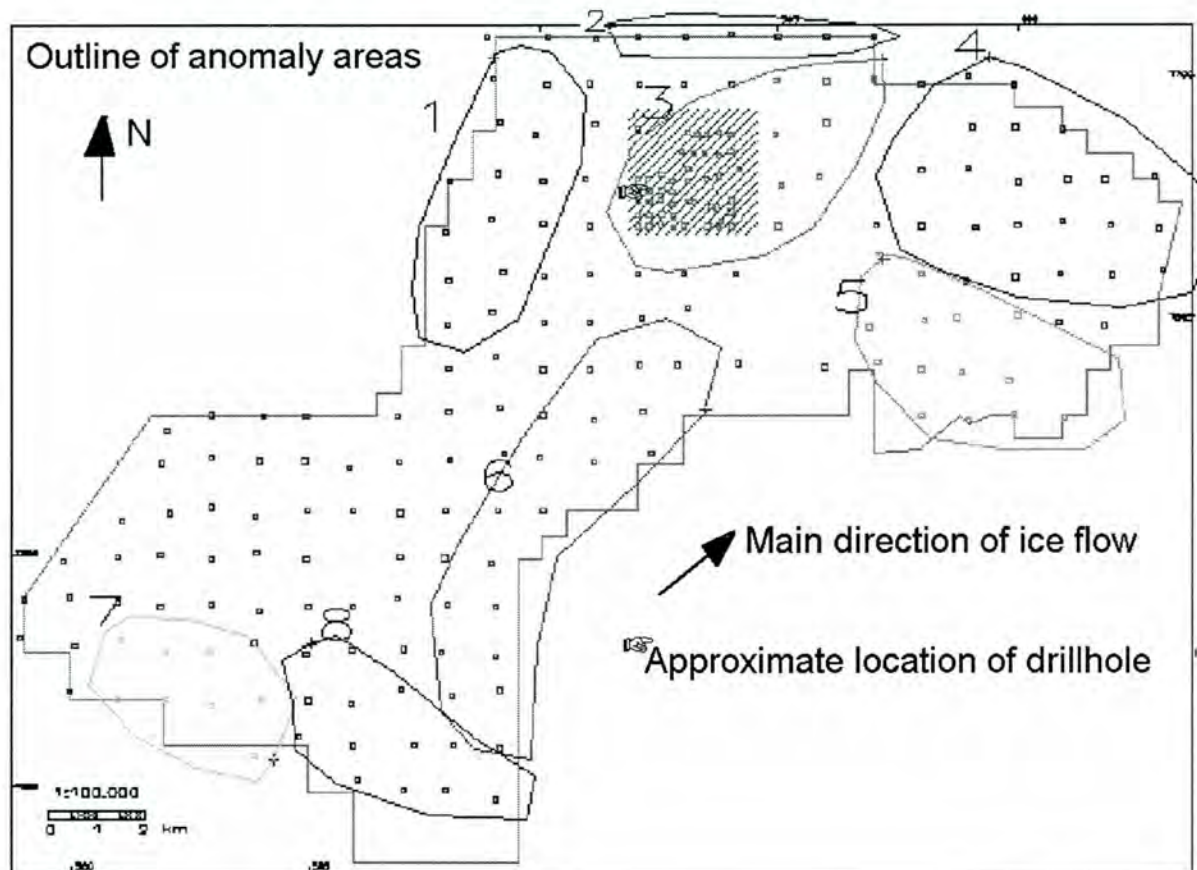 Outline of anomaly areas
N
1
2
3
4
5
6
7
8
Main direction of ice flow
Approximate location of drillhole
1:100.000
0 1 2 km